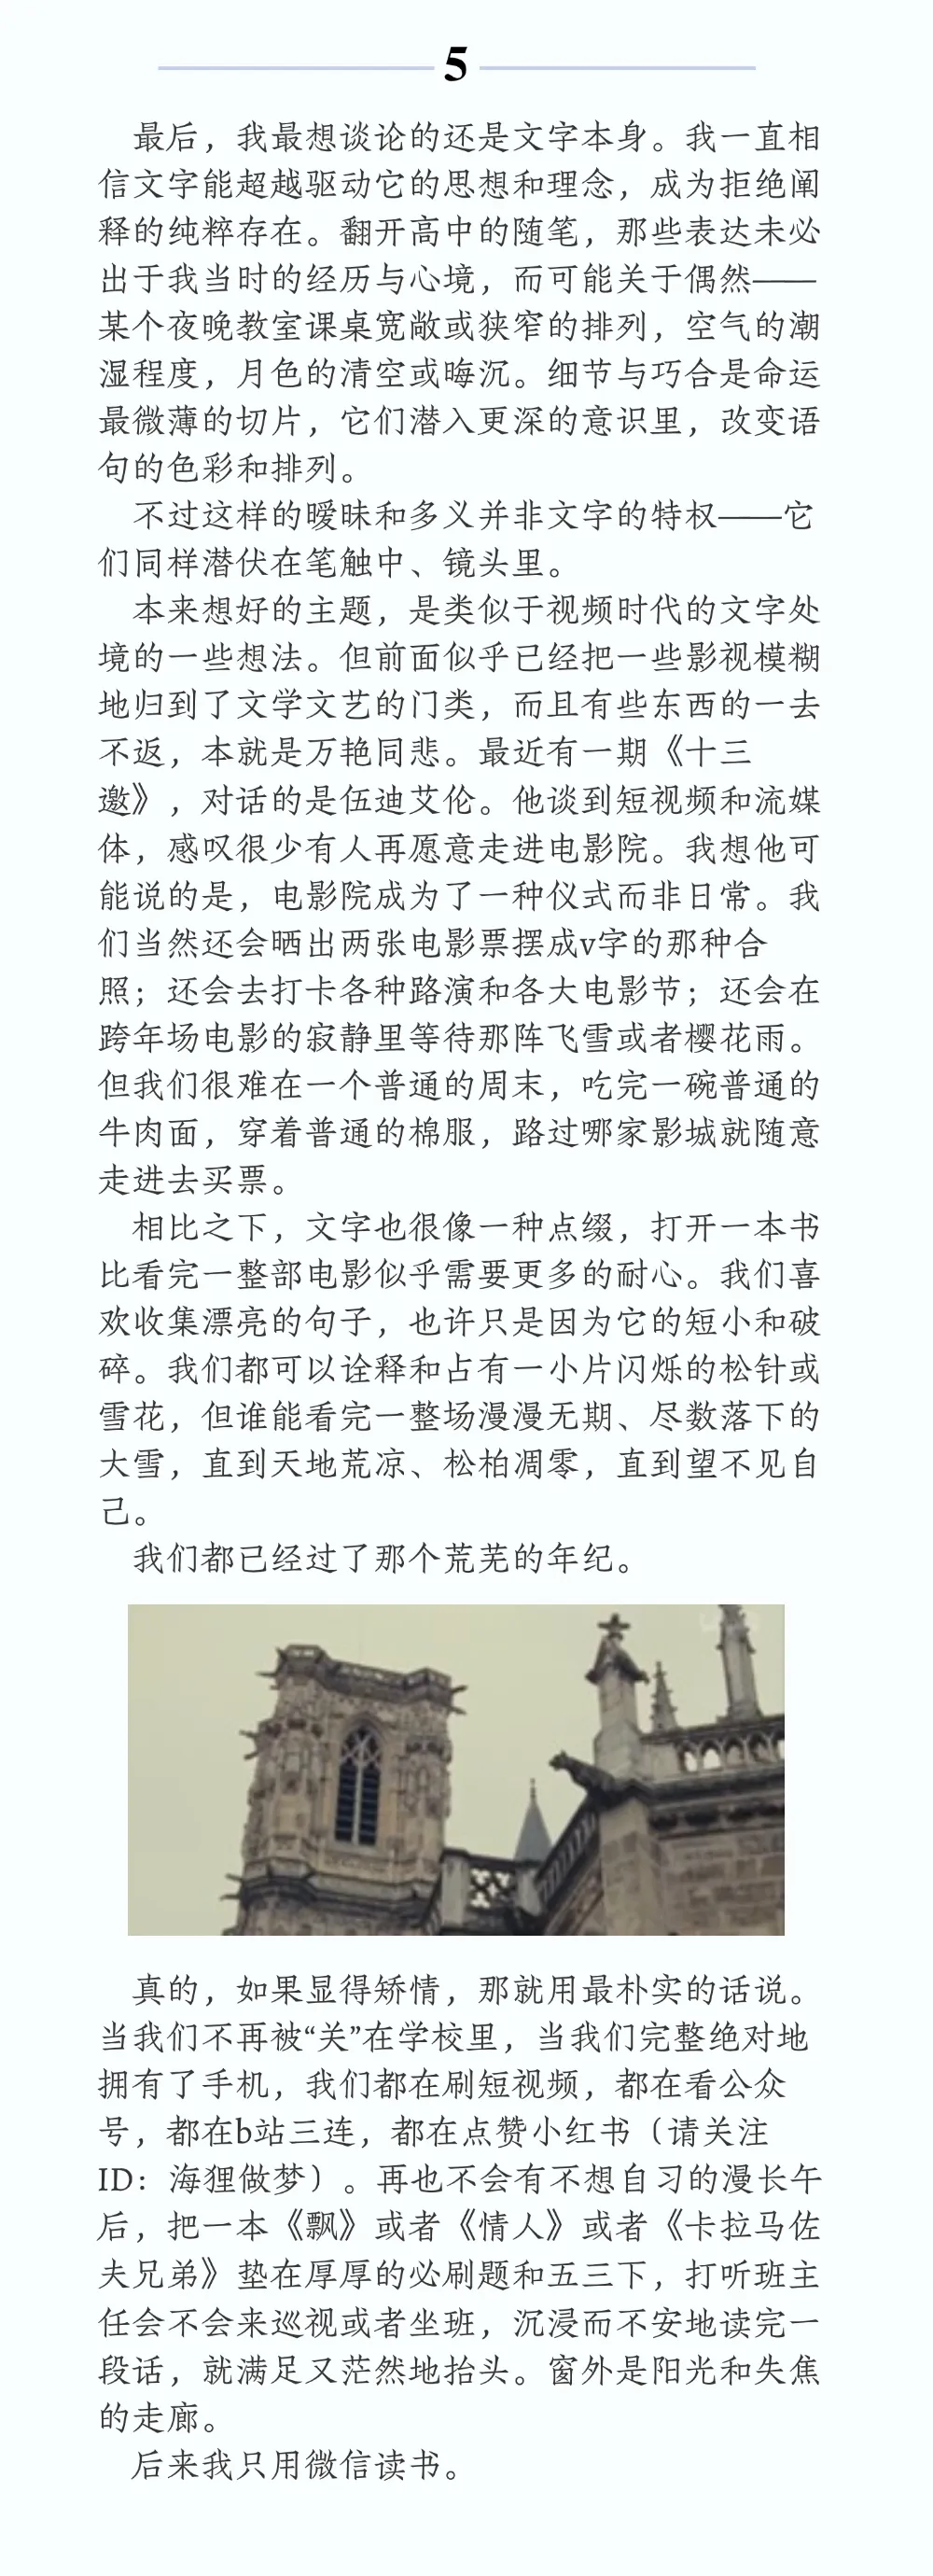 5
最后，我最想谈论的还是文字本身。我一直相
信文字能超越驱动它的思想和理念，成为拒绝阐
释的纯粹存在。翻开高中的随笔，那些表达未必
出于我当时的经历与心境，而可能关于偶然——
某个夜晚教室课桌宽敞或狭窄的排列，空气的潮
湿程度，月色的清空或晦沉。细节与巧合是命运
最微薄的切片，它们潜入更深的意识里，改变语
句的色彩和排列。
不过这样的暧昧和多义并非文字的特权——它
们同样潜伏在笔触中、镜头里。
本来想好的主题，是类似于视频时代的文字处
境的一些想法。但前面似乎已经把一些影视模糊
地归到了文学文艺的门类，而且有些东西的一去
不返，本就是万艳同悲。最近有一期《十三
邀》，对话的是伍迪艾伦。他谈到短视频和流媒
体，感叹很少有人再愿意走进电影院。我想他可
能说的是，电影院成为了一种仪式而非日常。我
们当然还会晒出两张电影票摆成v字的那种合
照；还会去打卡各种路演和各大电影节；还会在
跨年场电影的寂静里等待那阵飞雪或者樱花雨。
但我们很难在一个普通的周末，吃完一碗普通的
牛肉面，穿着普通的棉服，路过哪家影城就随意
走进去买票。
相比之下，文字也很像一种点缀，打开一本书
比看完一整部电影似乎需要更多的耐心。我们喜
欢收集漂亮的句子，也许只是因为它的短小和破
碎。我们都可以诠释和占有一小片闪烁的松针或
雪花，但谁能看完一整场漫漫无期、尽数落下的
大雪，直到天地荒凉、松柏凋零，直到望不见自
己。
我们都已经过了那个荒芜的年纪。
真的，如果显得矫情，那就用最朴实的话说。
当我们不再被“关”在学校里，当我们完整绝对地
拥有了手机，我们都在刷短视频，都在看公众
号，都在b站三连，都在点赞小红书（请关注
ID：海狸做梦）。再也不会有不想自习的漫长午
后，把一本《飘》或者《情人》或者《卡拉马佐
夫兄弟》垫在厚厚的必刷题和五三下，打听班主
任会不会来巡视或者坐班，沉浸而不安地读完一
段话，就满足又茫然地抬头。窗外是阳光和失焦
的走廊。
后来我只用微信读书。